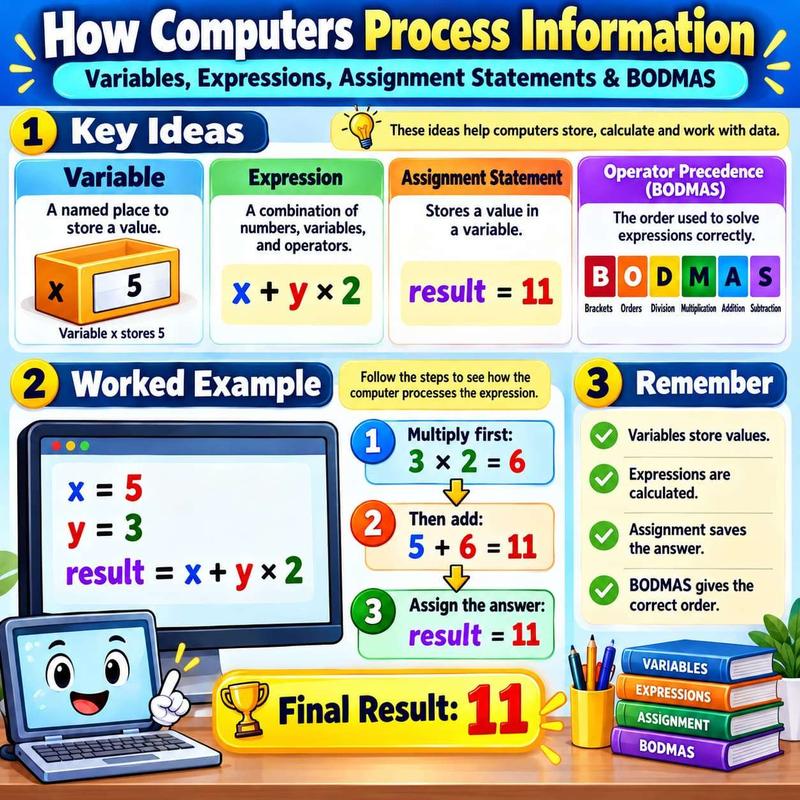 How Computers Process Information
Variables, Expressions, Assignment Statements & BODMAS
1 Key Ideas
These ideas help computers store, calculate and work with data.
Variable
A named place to
store a value.
x 5
Variable x stores 5
Expression
A combination of
numbers, variables,
and operators.
x + y × 2
Assignment Statement
Stores a value in
a variable.
result = 11
Operator Precedence
(BODMAS)
The order used to solve
expressions correctly.
B O D M A S
Brackets Orders Division Multiplication Addition Subtraction
2 Worked Example
Follow the steps to see how the
computer processes the expression.
x = 5
y = 3
result = x + y × 2
1 Multiply first:
3 × 2 = 6
2 Then add:
5 + 6 = 11
3 Assign the answer:
result = 11
Final Result: 11
3 Remember
Variables store values.
Expressions are
calculated.
Assignment saves
the answer.
BODMAS gives the
correct order.
VARIABLES
EXPRESSIONS
ASSIGNMENT
BODMAS